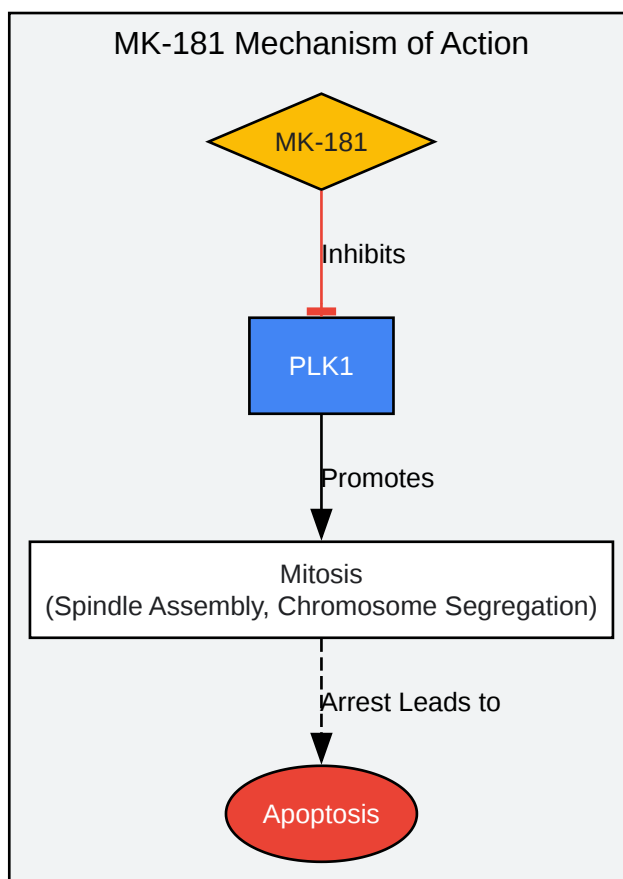 MK-181 Mechanism of Action
MK-181
Inhibits
PLK1
Promotes
Mitosis
(Spindle Assembly, Chromosome Segregation)
Arrest Leads to
Apoptosis